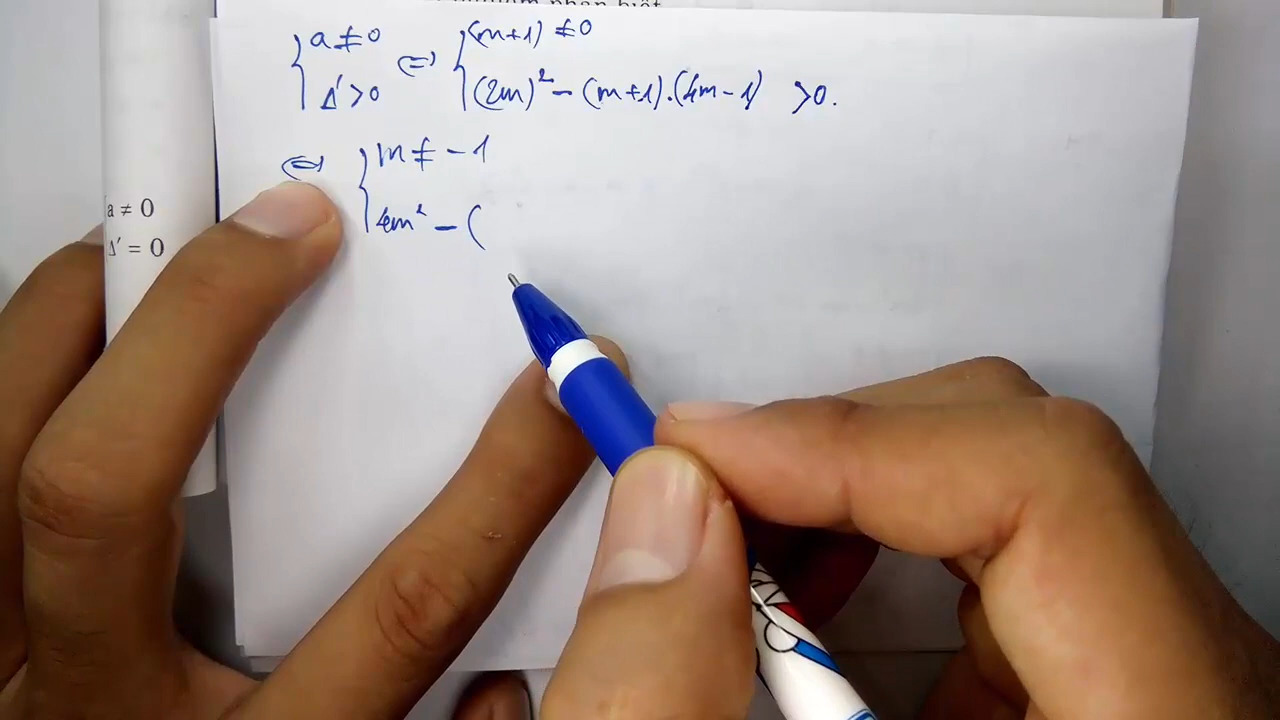 { a ≠ 0 ⇔ { (m+1) ≠ 0
{ Δ' > 0 { (2m)² - (m+1).(4m-1) > 0.
⇔ { m ≠ -1
{ 4m² - (
a ≠ 0
Δ' = 0